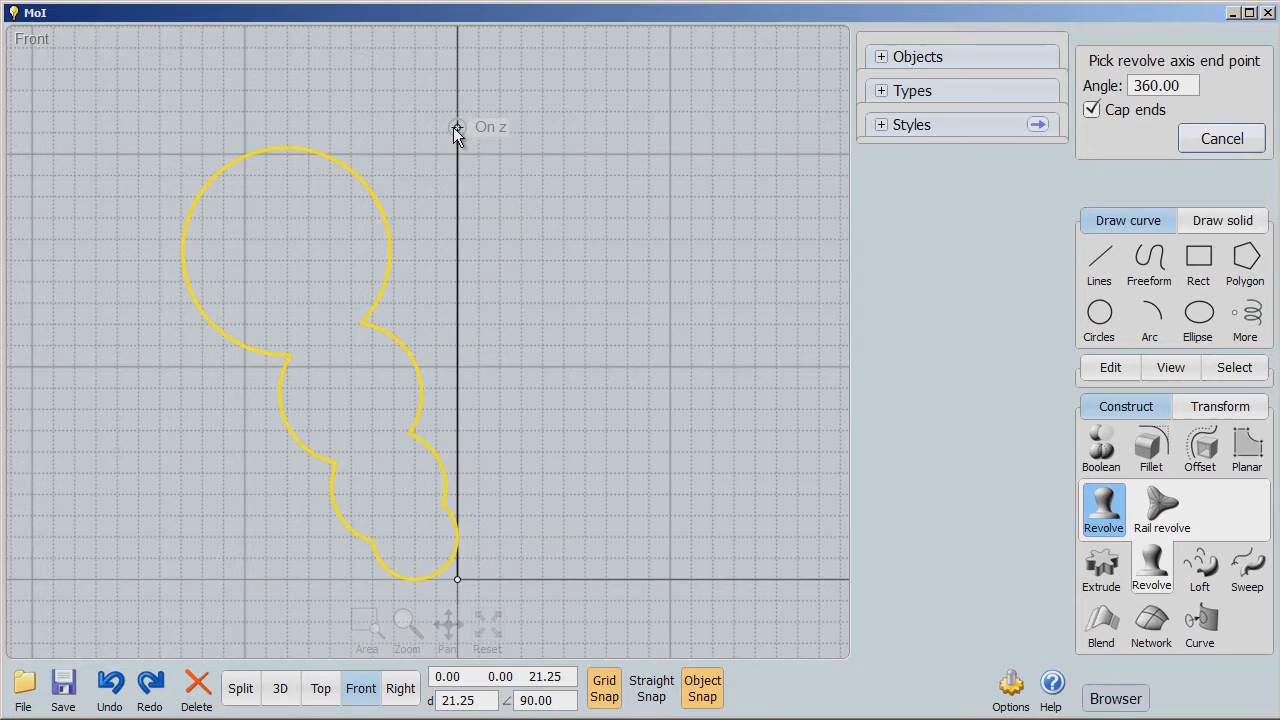 MoI
Front
On z
Objects
Types
Styles
Pick revolve axis end point
Angle: 360.00
Cap ends
Cancel
Draw curve Draw solid
Lines Freeform Rect Polygon
Circles Arc Ellipse More
Edit View Select
Construct Transform
Boolean Fillet Offset Planar
Revolve Rail revolve
Extrude Revolve Loft Sweep
Blend Network Curve
Area Zoom Pan Reset
File Save Undo Redo Delete
Split 3D Top Front Right
0.00 0.00 21.25
d 21.25 ∠ 90.00
Grid Snap
Straight Snap
Object Snap
Options Help
Browser